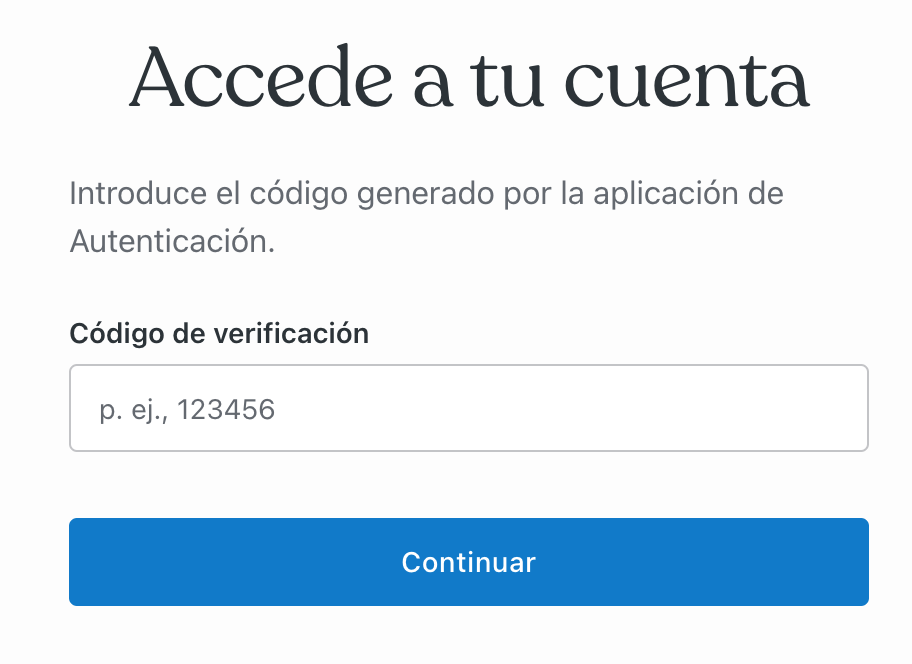 Accede a tu cuenta
Introduce el código generado por la aplicación de
Autenticación.
Código de verificación
p. ej., 123456
Continuar